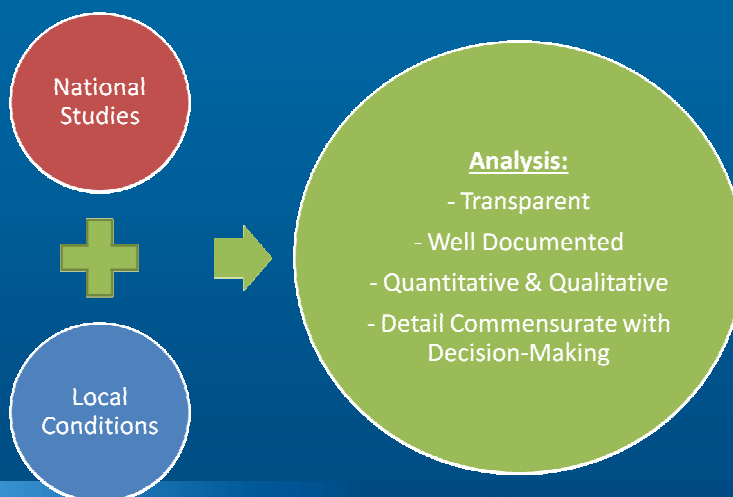 National
Studies
Local
Conditions
Analysis:
- Transparent
- Well Documented
- Quantitative & Qualitative
- Detail Commensurate with
Decision-Making